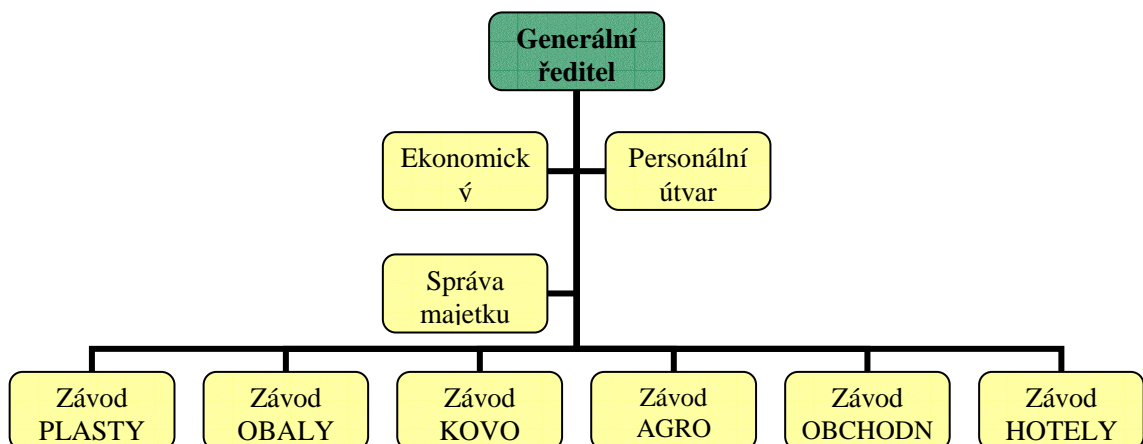 Generální
ředitel
Ekonomick
ý
Personální
útvar
Správa
majetku
Závod
PLASTY
Závod
OBALY
Závod
KOVO
Závod
AGRO
Závod
OBCHODN
Závod
HOTELY